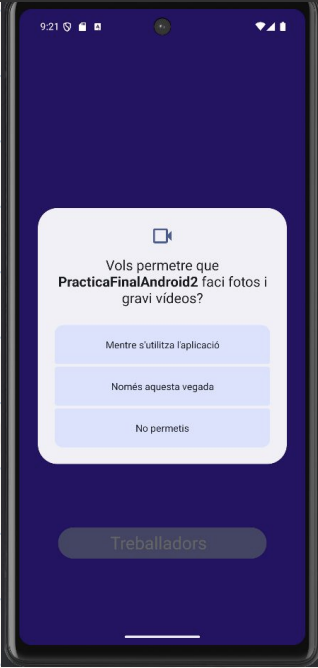 9:21
Vols permetre que
PracticaFinalAndroid2 faci fotos i
gravi vídeos?
Mentre s'utilitza l'aplicació
Només aquesta vegada
No permetis
Treballadors